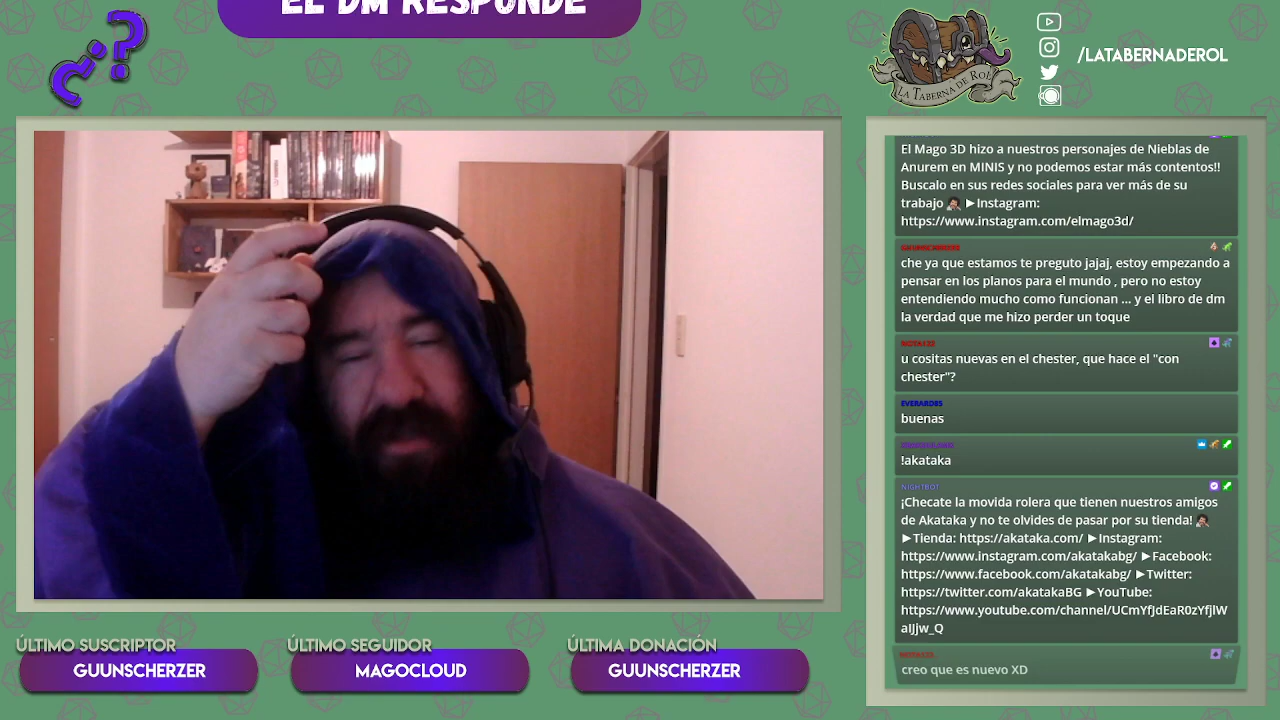 EL DM RESPONDE
LA TABERNA DE ROL
/LATABERNADEROL
El Mago 3D hizo a nuestros personajes de Nieblas de
Anurem en MINIS y no podemos estar más contentos!!
Buscalo en sus redes sociales para ver más de su
trabajo ►Instagram:
https://www.instagram.com/elmago3d/
GUUNSCHERZER
che ya que estamos te preguto jajaj, estoy empezando a
pensar en los planos para el mundo , pero no estoy
entendiendo mucho como funcionan ... y el libro de dm
la verdad que me hizo perder un toque
u cositas nuevas en el chester, que hace el "con
chester"?
EVERARD85
buenas
!akataka
NIGHTBOT
¡Checate la movida rolera que tienen nuestros amigos
de Akataka y no te olvides de pasar por su tienda!
►Tienda: https://akataka.com/ ►Instagram:
https://www.instagram.com/akatakabg/ ►Facebook:
https://www.facebook.com/akatakabg/ ►Twitter:
https://twitter.com/akatakaBG ►YouTube:
https://www.youtube.com/channel/UCmYfJdEaR0zYfjlW
aIJjw_Q
creo que es nuevo XD
ÚLTIMO SUSCRIPTOR
GUUNSCHERZER
ÚLTIMO SEGUIDOR
MAGOCLOUD
ÚLTIMA DONACIÓN
GUUNSCHERZER